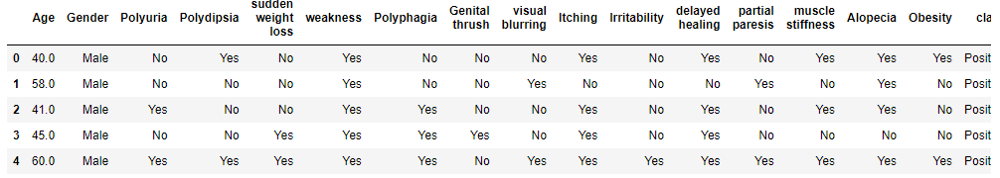 Age Gender Polyuria Polydipsia sudden weight loss weakness Polyphagia Genital thrush visual blurring Itching Irritability delayed healing partial paresis muscle stiffness Alopecia Obesity cla
0 40.0 Male No Yes No Yes No No No Yes No Yes No Yes Yes Yes Posit
1 58.0 Male No No No Yes No No Yes No No No Yes No Yes No Posit
2 41.0 Male Yes No No Yes Yes No No Yes No Yes No Yes Yes No Posit
3 45.0 Male No No Yes Yes Yes Yes No Yes No Yes No No No No Posit
4 60.0 Male Yes Yes Yes Yes Yes No Yes Yes Yes Yes Yes Yes Yes Yes Posit